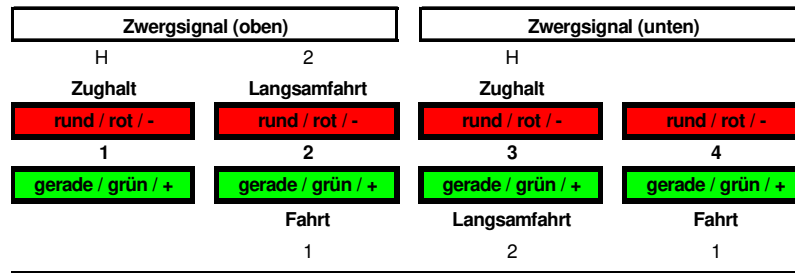 Zwergsignal (oben) Zwergsignal (unten)
H 2 H
Zughalt Langsamfahrt Zughalt
rund / rot / - rund / rot / - rund / rot / - rund / rot / -
1 2 3 4
gerade / grün / + gerade / grün / + gerade / grün / + gerade / grün / +
Fahrt Langsamfahrt Fahrt
1 2 1